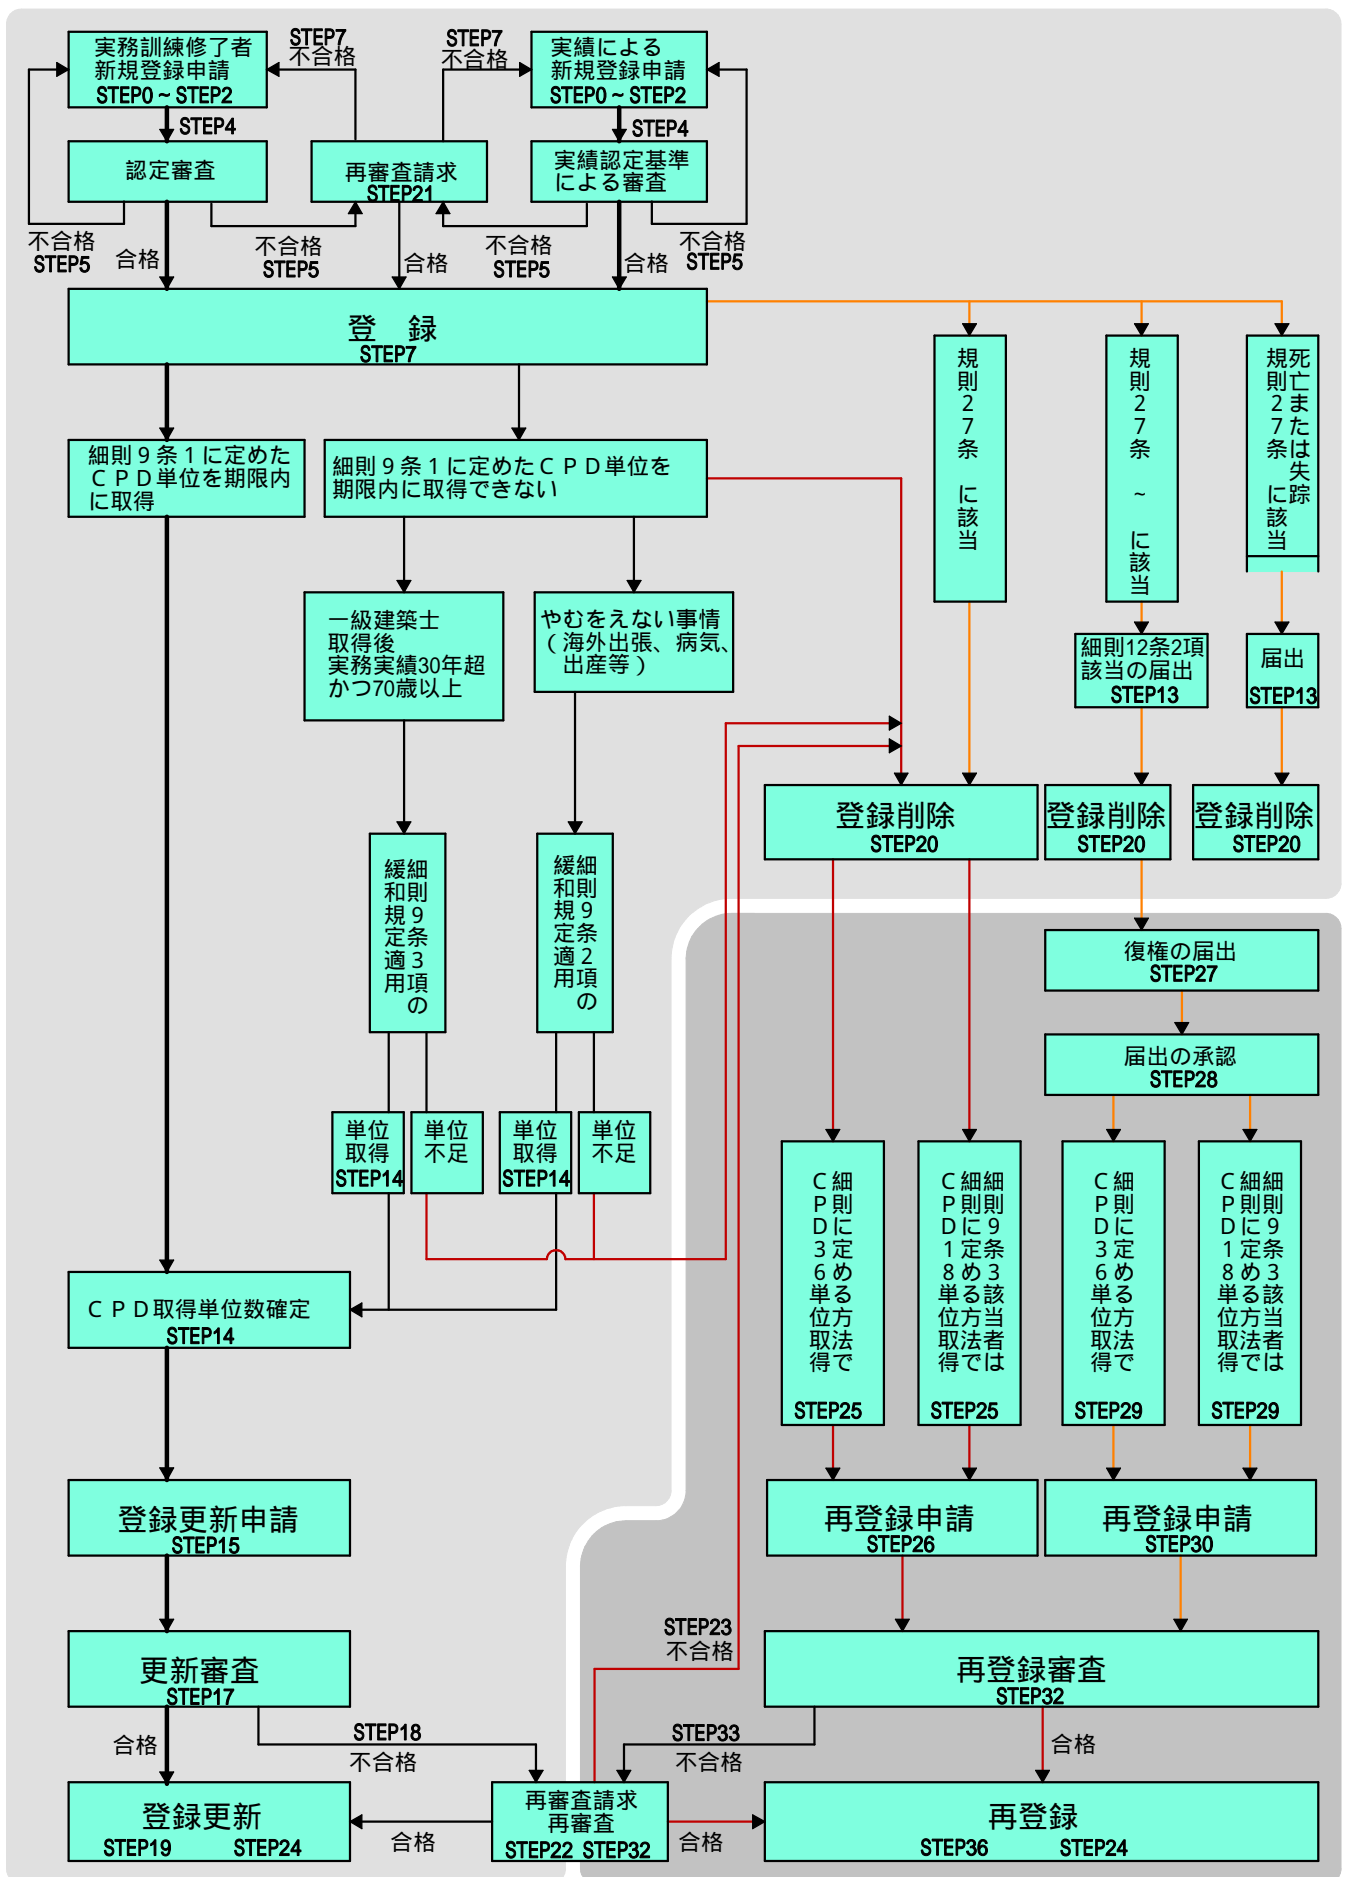 実務訓練修了者
新規登録申請
STEP0～STEP2
STEP7
不合格
STEP7
不合格
実績による
新規登録申請
STEP0～STEP2
STEP4
STEP4
認定審査
再審査請求
STEP21
実績認定基準
による審査
不合格
STEP5
合格
不合格
STEP5
合格
不合格
STEP5
合格
不合格
STEP5
登　録
STEP7
規則２７条　に該当
規則２７条　～　に該当
死亡または失踪
規則２７条　に該当
細則９条１に定めた
ＣＰＤ単位を期限内
に取得
細則９条１に定めたＣＰＤ単位を
期限内に取得できない
一級建築士
取得後
実務実績30年超
かつ70歳以上
やむをえない事情
（海外出張、病気、
出産等）
細則12条2項
該当の届出
STEP13
届出
STEP13
登録削除
STEP20
登録削除
STEP20
登録削除
STEP20
細則９条３項の
緩和規定適用
細則９条２項の
緩和規定適用
復権の届出
STEP27
届出の承認
STEP28
単位
取得
STEP14
単位
不足
単位
取得
STEP14
単位
不足
細則に定める方法で
ＣＰＤ３６単位取得
STEP25
細則９条３該当者は
細則に定める方法で
ＣＰＤ１８単位取得
STEP25
細則に定める方法で
ＣＰＤ３６単位取得
STEP29
細則９条３該当者は
細則に定める方法で
ＣＰＤ１８単位取得
STEP29
ＣＰＤ取得単位数確定
STEP14
登録更新申請
STEP15
再登録申請
STEP26
再登録申請
STEP30
更新審査
STEP17
STEP23
不合格
再登録審査
STEP32
合格
STEP18
不合格
STEP33
不合格
合格
登録更新
STEP19 STEP24
合格
再審査請求
再審査
STEP22 STEP32
合格
再登録
STEP36 STEP24